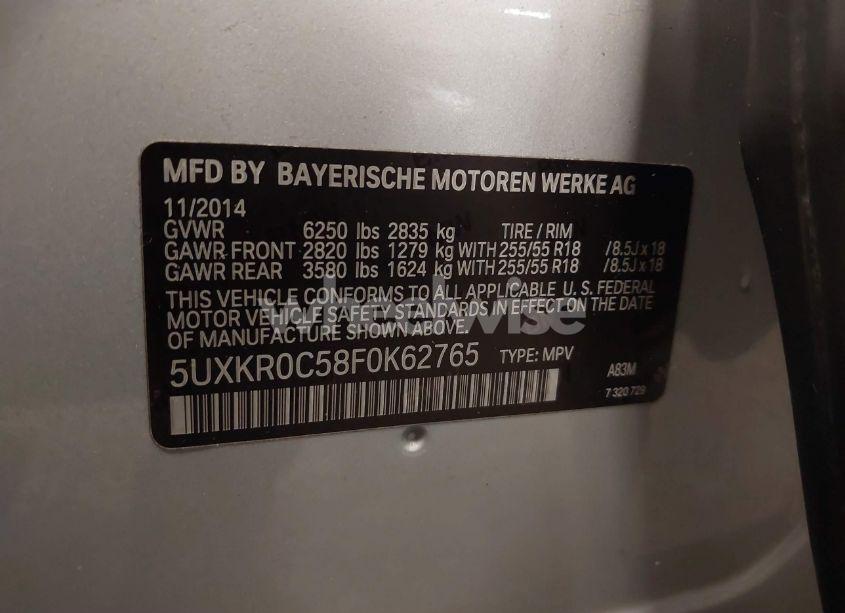 MFD BY BAYERISCHE MOTOREN WERKE AG
11/2014
GVWR 6250 lbs 2835 kg TIRE / RIM
GAWR FRONT 2820 lbs 1279 kg WITH 255/55 R18 / 8.5J x 18
GAWR REAR 3580 lbs 1624 kg WITH 255/55 R18 / 8.5J x 18
THIS VEHICLE CONFORMS TO ALL APPLICABLE U.S. FEDERAL
MOTOR VEHICLE SAFETY STANDARDS IN EFFECT ON THE DATE
OF MANUFACTURE SHOWN ABOVE.
wheelwise
5UXKR0C58F0K62765 TYPE: MPV A83M
7 320 729